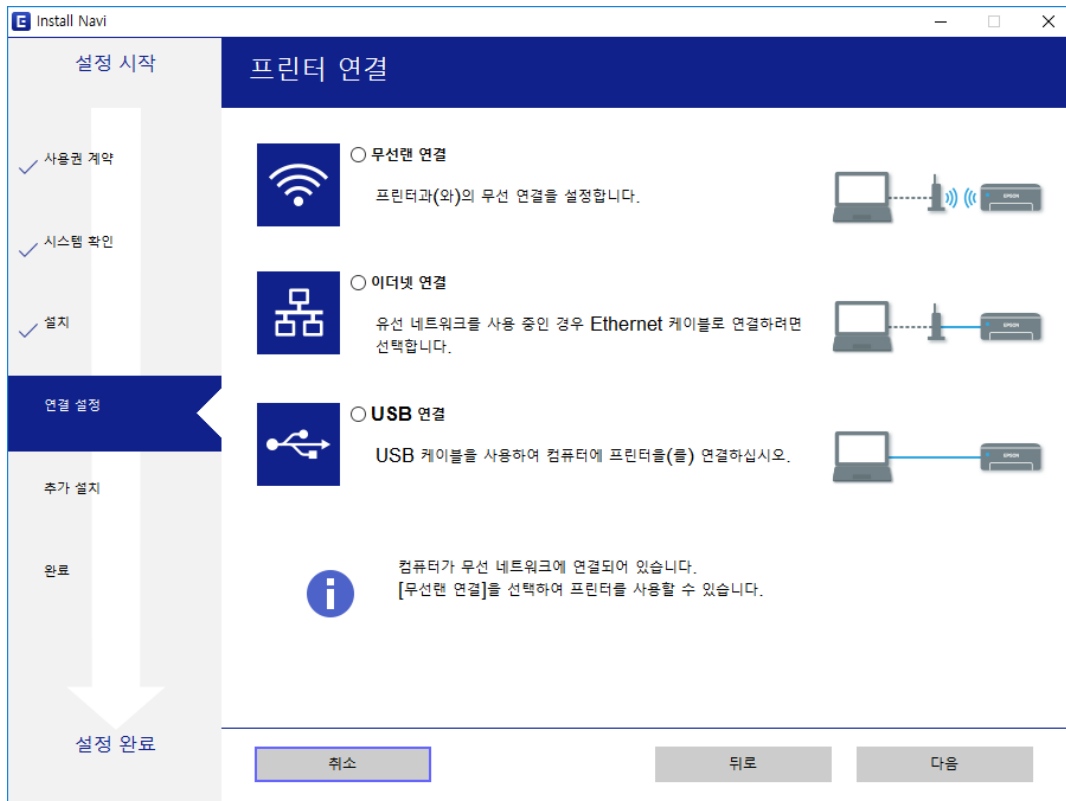 Install Navi
설정 시작
사용권 계약
시스템 확인
설치
연결 설정
추가 설치
완료
설정 완료
프린터 연결
무선랜 연결
프린터과(와)의 무선 연결을 설정합니다.
EPSON
이더넷 연결
유선 네트워크를 사용 중인 경우 Ethernet 케이블로 연결하려면
선택합니다.
EPSON
USB 연결
USB 케이블을 사용하여 컴퓨터에 프린터을(를) 연결하십시오.
EPSON
컴퓨터가 무선 네트워크에 연결되어 있습니다.
[무선랜 연결]을 선택하여 프린터를 사용할 수 있습니다.
취소
뒤로
다음